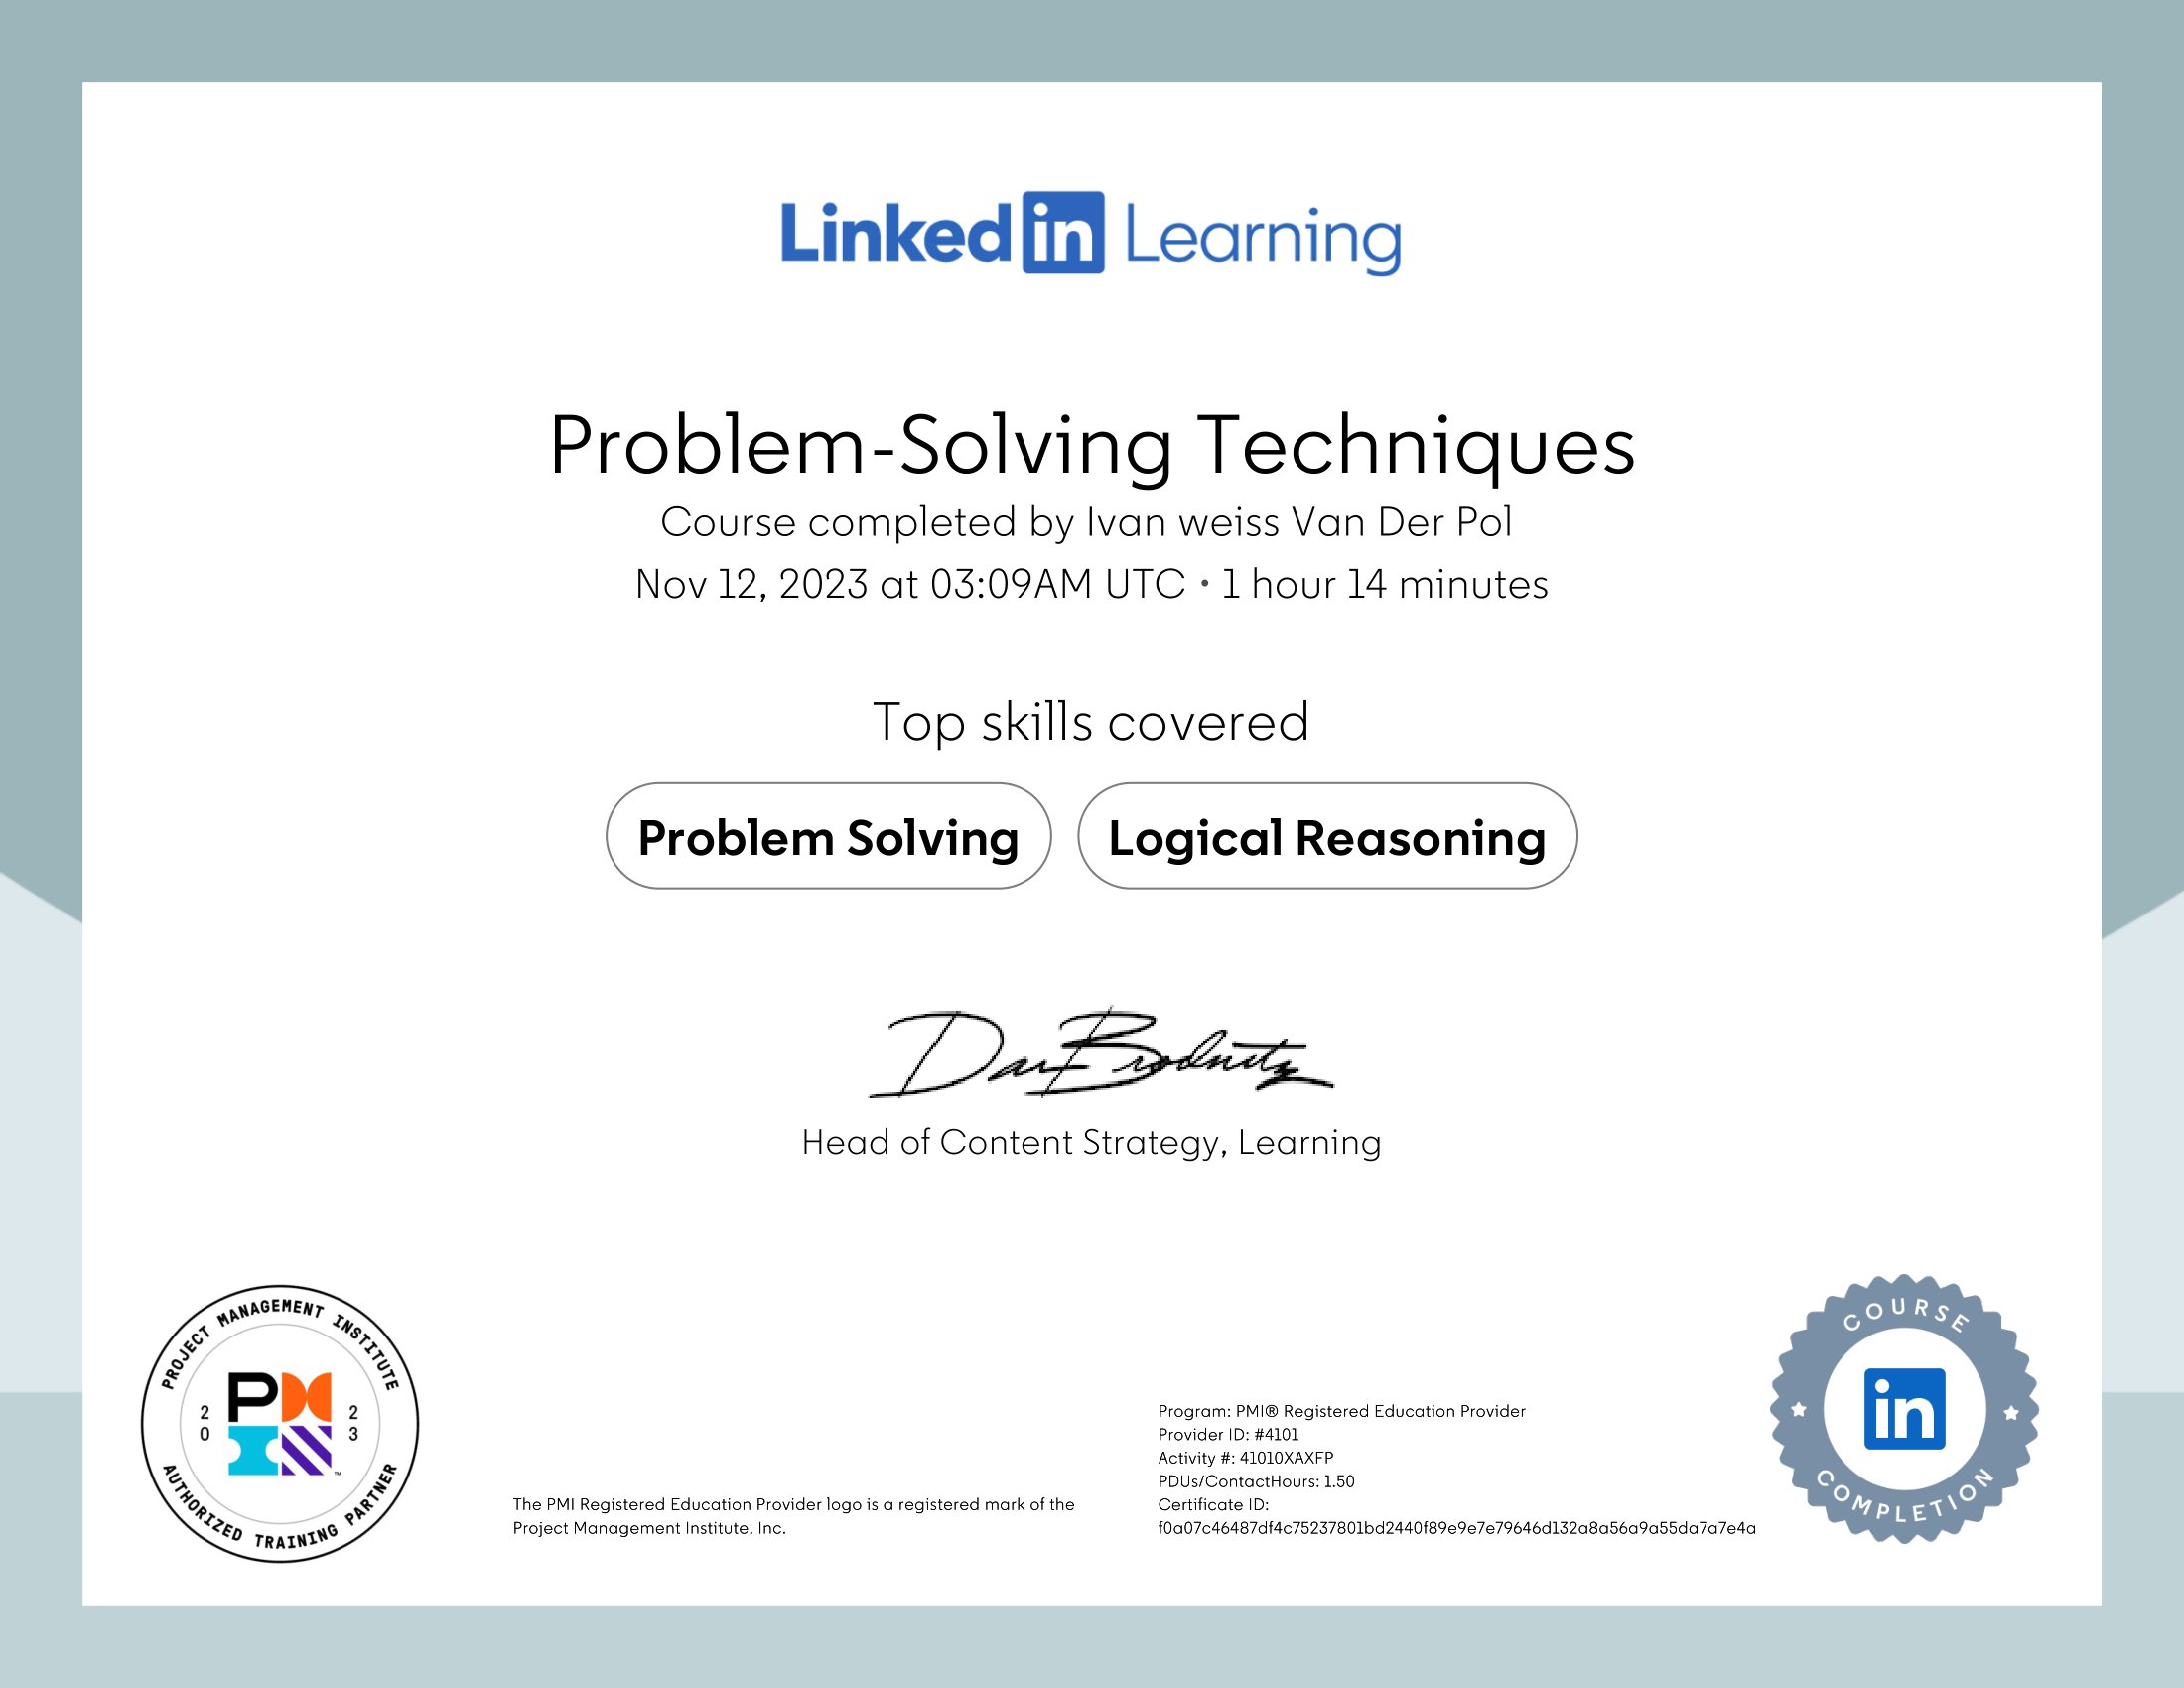 Linked in Learning
Problem-Solving Techniques
Course completed by Ivan weiss Van Der Pol
Nov 12, 2023 at 03:09AM UTC • 1 hour 14 minutes
Top skills covered
Problem Solving
Logical Reasoning
Dan Brodnitz
Head of Content Strategy, Learning
PROJECT MANAGEMENT INSTITUTE
20
23
PM
™
AUTHORIZED TRAINING PARTNER
The PMI Registered Education Provider logo is a registered mark of the
Project Management Institute, Inc.
Program: PMI® Registered Education Provider
Provider ID: #4101
Activity #: 41010XAXFP
PDUs/ContactHours: 1.50
Certificate ID:
f0a07c46487df4c75237801bd2440f89e9e7e79646d132a8a56a9a55da7a7e4a
COURSE
in
COMPLETION